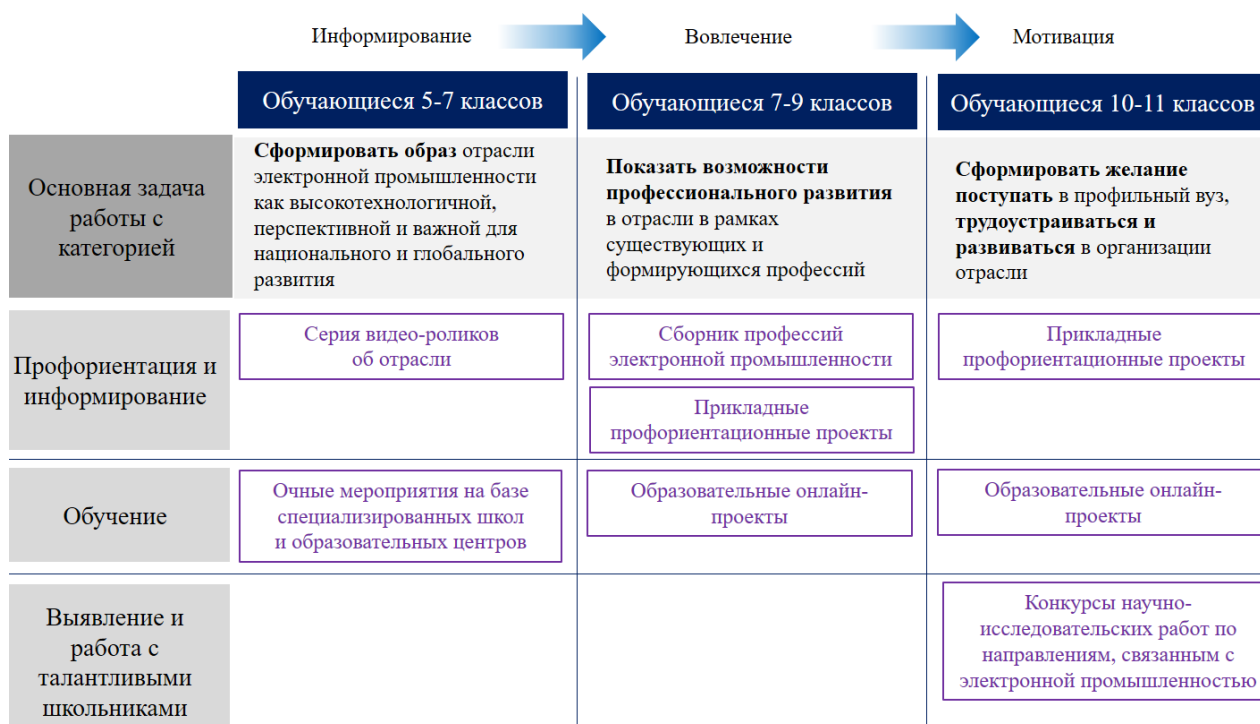 Информирование
Вовлечение
Мотивация
Обучающиеся 5-7 классов
Обучающиеся 7-9 классов
Обучающиеся 10-11 классов
Основная задача
работы с
категорией
Сформировать образ отрасли
электронной промышленности
как высокотехнологичной,
перспективной и важной для
национального и глобального
развития
Показать возможности
профессионального развития
в отрасли в рамках
существующих и
формирующихся профессий
Сформировать желание
поступать в профильный вуз,
трудоустраиваться и
развиваться в организации
отрасли
Профориентация и
информирование
Серия видео-роликов
об отрасли
Сборник профессий
электронной промышленности
Прикладные
профориентационные проекты
Прикладные
профориентационные проекты
Обучение
Очные мероприятия на базе
специализированных школ
и образовательных центров
Образовательные онлайн-
проекты
Образовательные онлайн-
проекты
Выявление и
работа с
талантливыми
школьниками
Конкурсы научно-
исследовательских работ по
направлениям, связанным с
электронной промышленностью